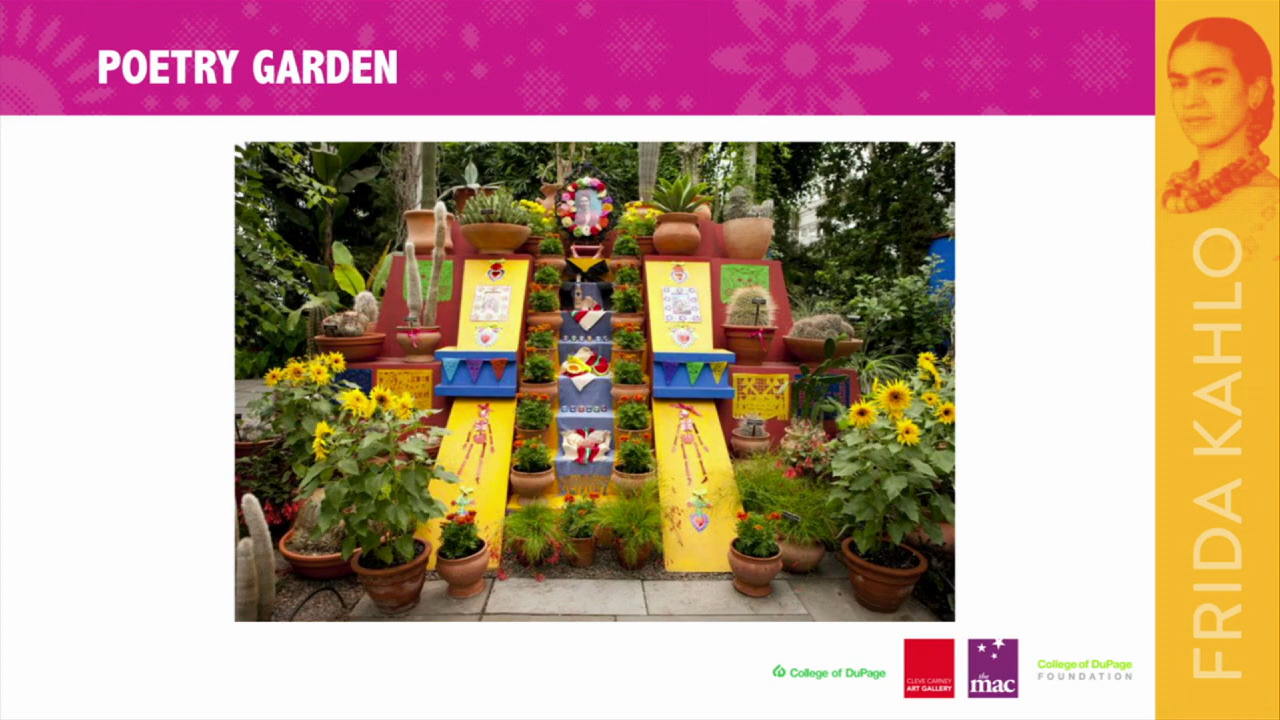 POETRY GARDEN
FRIDA KAHLO
College of DuPage
CLEVE CARNEY
ART GALLERY
the
mac
College of DuPage
FOUNDATION